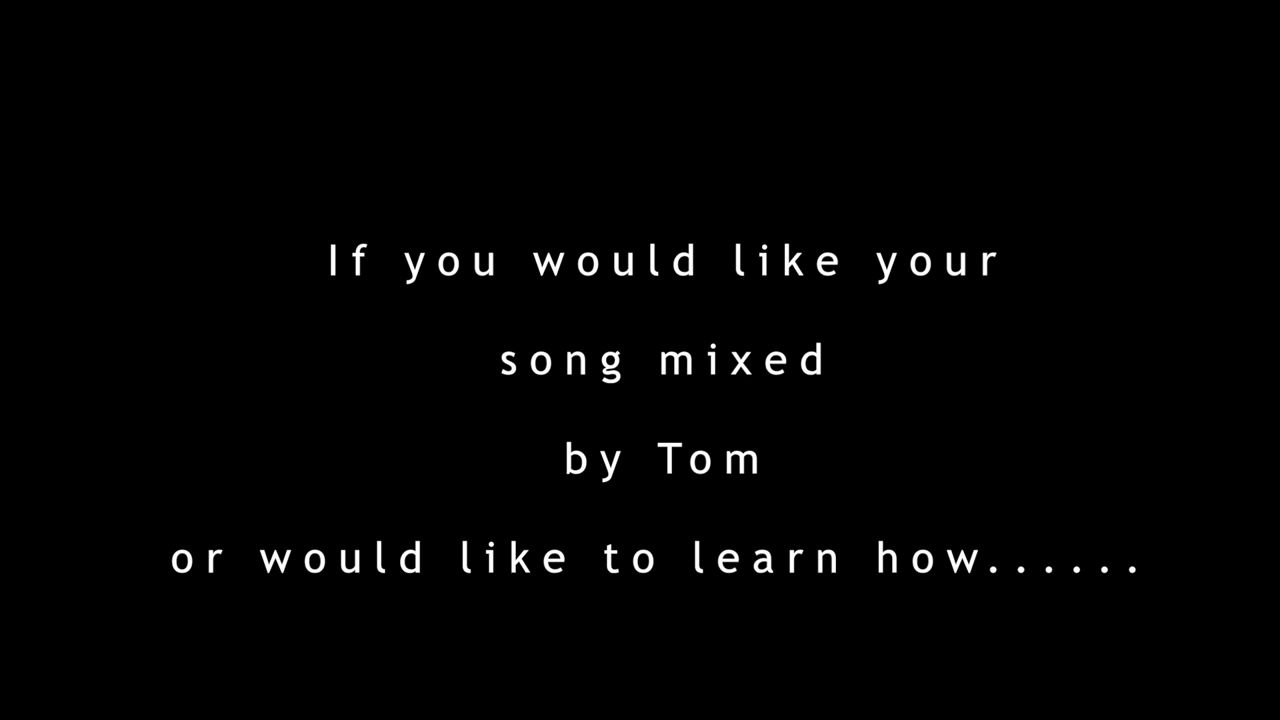 If you would like your
song mixed
by Tom
or would like to learn how......